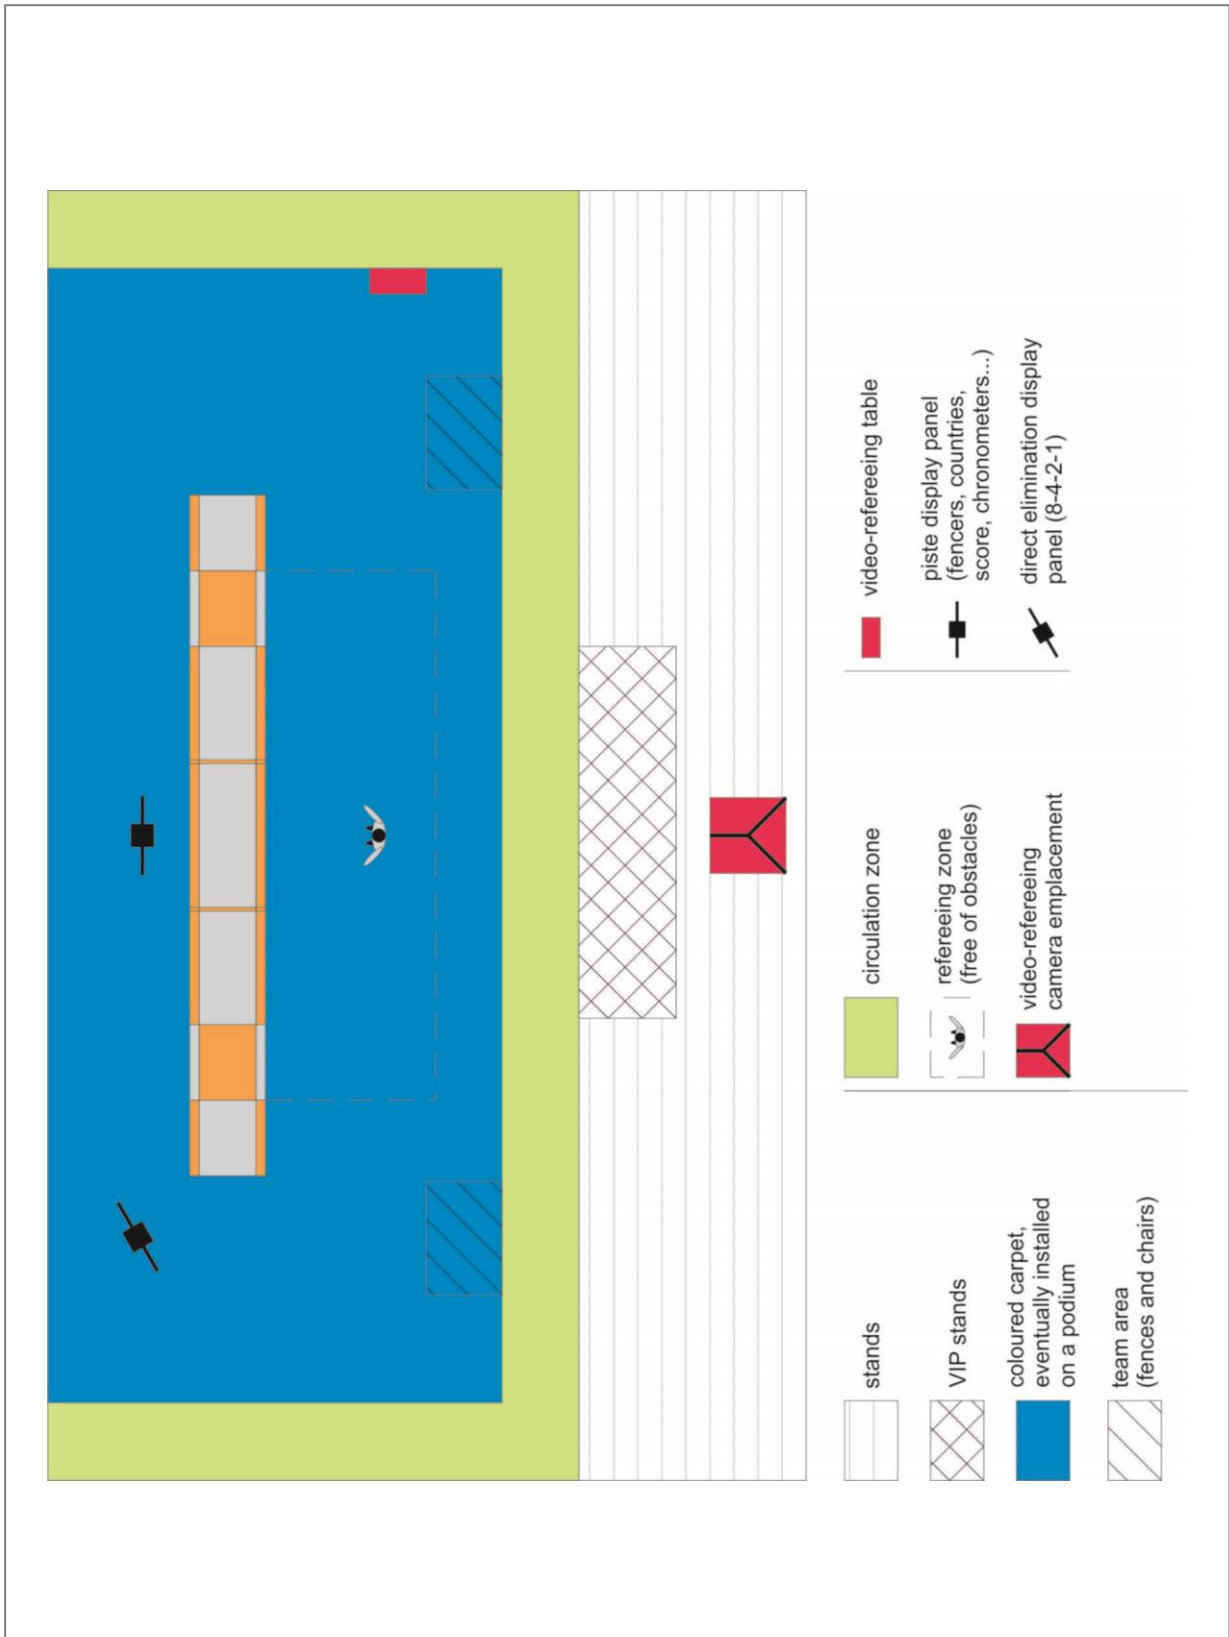 stands
VIP stands
coloured carpet,
eventually installed
on a podium
team area
(fences and chairs)
circulation zone
refereeing zone
(free of obstacles)
video-refereeing
camera emplacement
video-refereeing table
piste display panel
(fencers, countries,
score, chronometers...)
direct elimination display
panel (8-4-2-1)